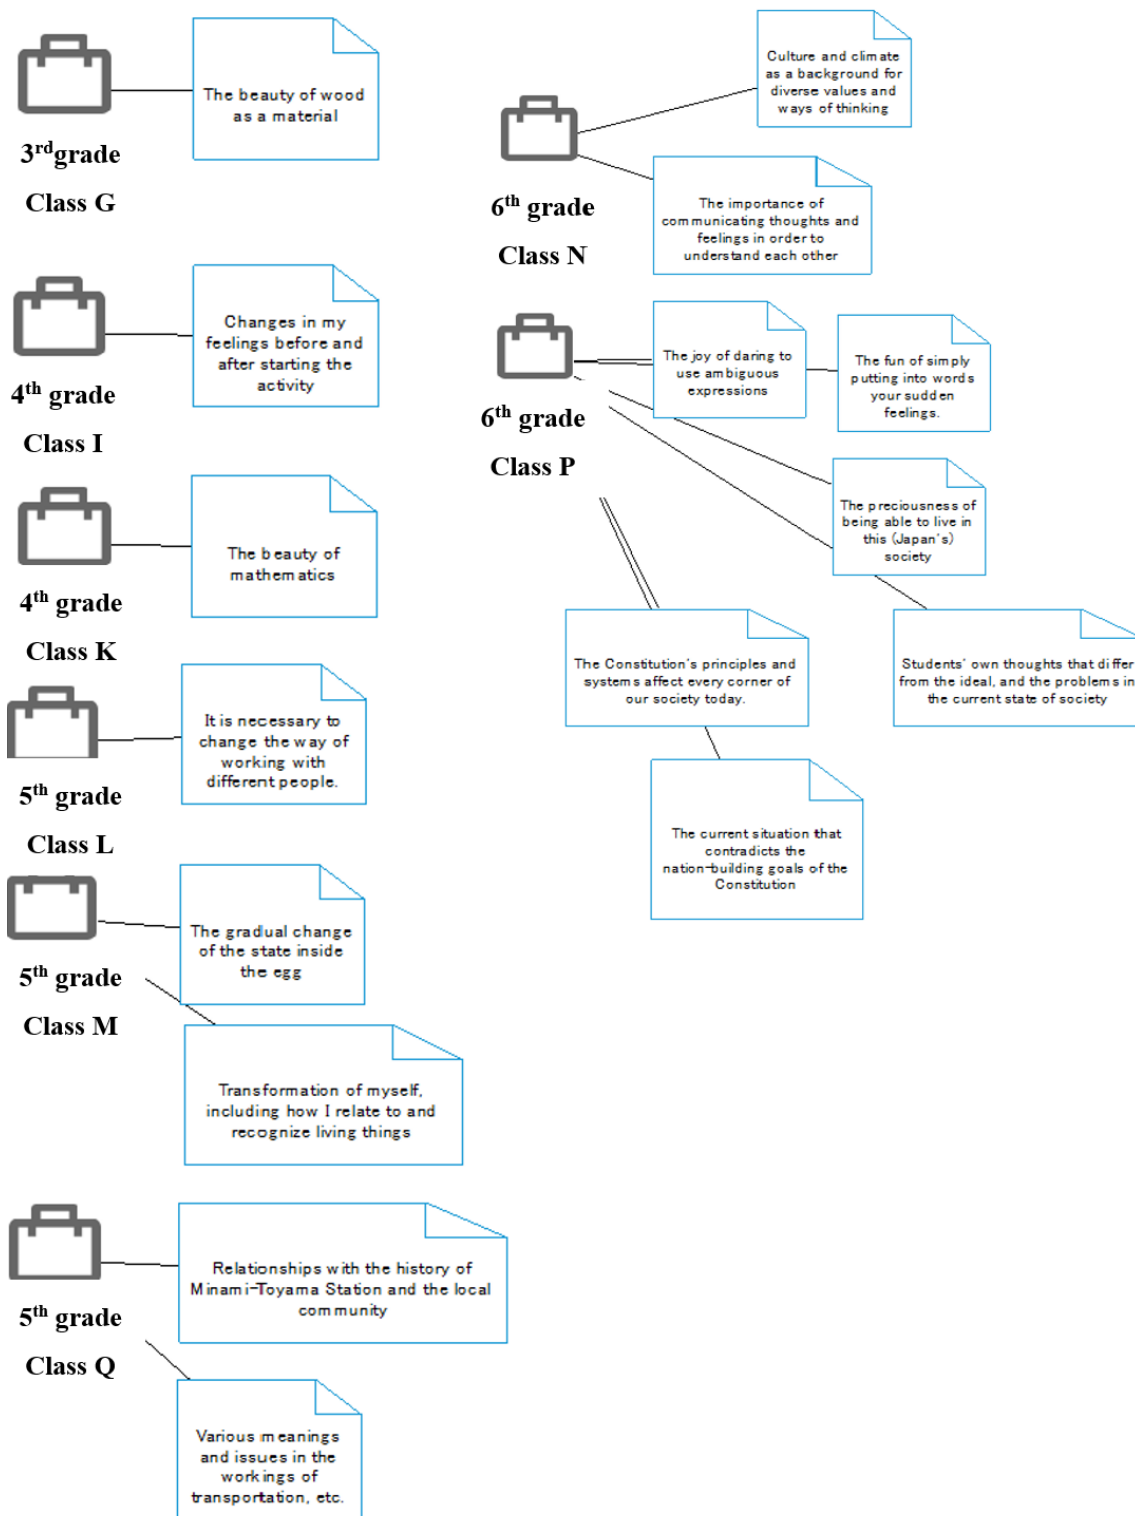 The beauty of wood
as a material
3rdgrade
Class G
Changes in my
feelings before and
after starting the
activity
4th grade
Class I
The beauty of
mathematics
4th grade
Class K
It is necessary to
change the way of
working with
different people.
5th grade
Class L
The gradual change
of the state inside
the egg
5th grade
Class M
Transformation of myself,
including how I relate to and
recognize living things
Relationships with the history of
Minami-Toyama Station and the local
community
5th grade
Class Q
Various meanings
and issues in the
workings of
transportation, etc.
Culture and climate
as a background for
diverse values and
ways of thinking
6th grade
Class N
The importance of
communicating thoughts and
feelings in order to
understand each other
The joy of daring to
use ambiguous
expressions
The fun of simply
putting into words
your sudden
feelings.
6th grade
Class P
The preciousness of
being able to live in
this (Japan's)
society
The Constitution's principles and
systems affect every corner of
our society today.
Students' own thoughts that differ
from the ideal, and the problems in
the current state of society
The current situation that
contradicts the
nation-building goals of the
Constitution